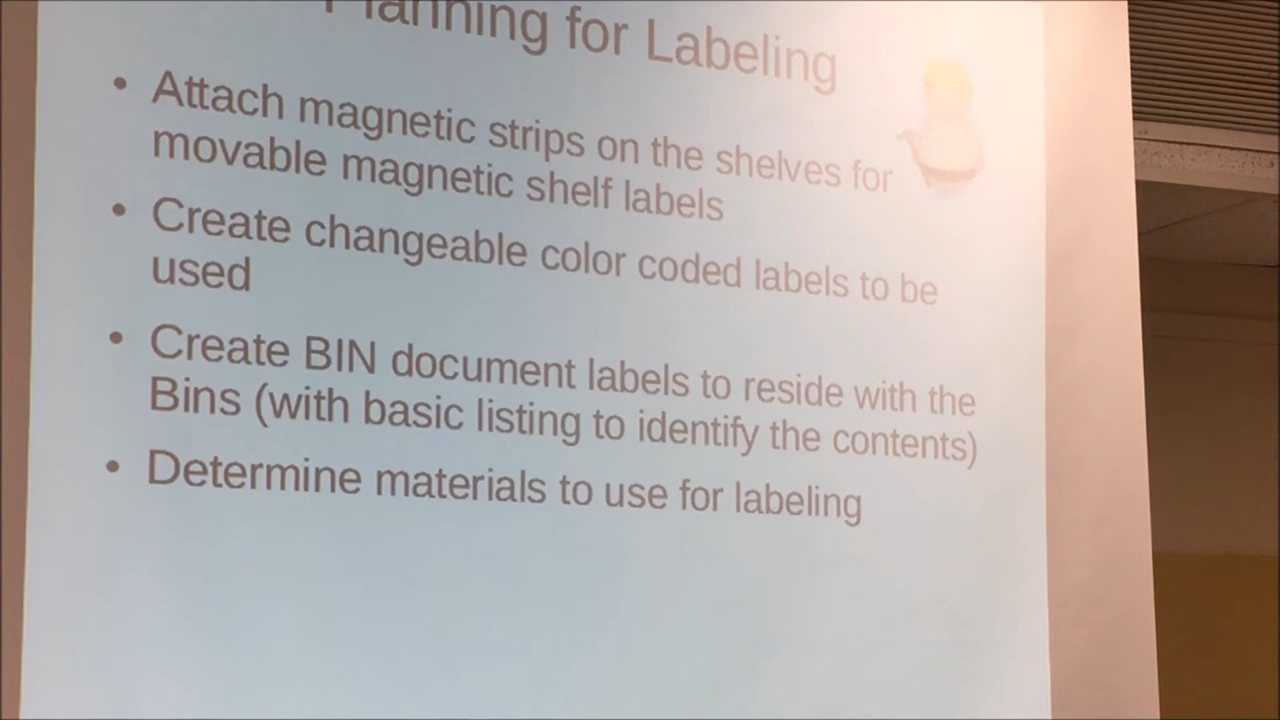 Planning for Labeling
• Attach magnetic strips on the shelves for
movable magnetic shelf labels
• Create changeable color coded labels to be
used
• Create BIN document labels to reside with the
Bins (with basic listing to identify the contents)
• Determine materials to use for labeling